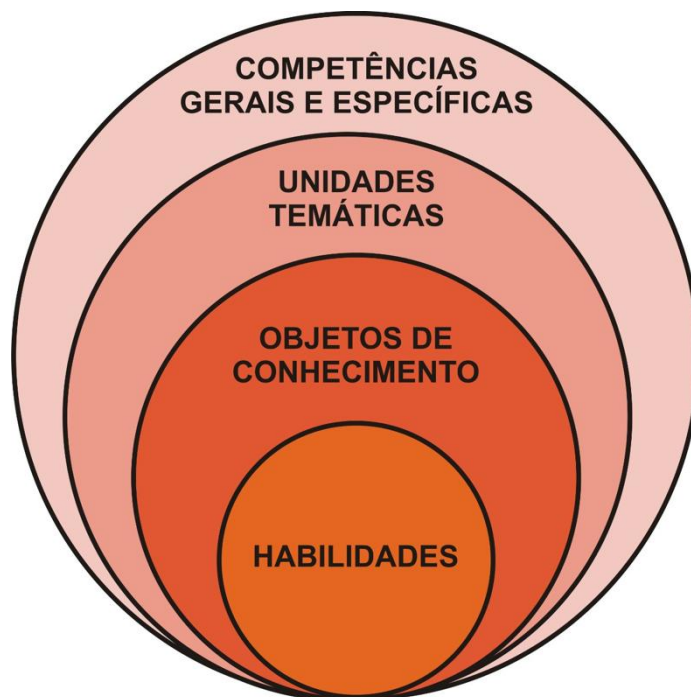 COMPETÊNCIAS
GERAIS E ESPECÍFICAS
UNIDADES
TEMÁTICAS
OBJETOS DE
CONHECIMENTO
HABILIDADES